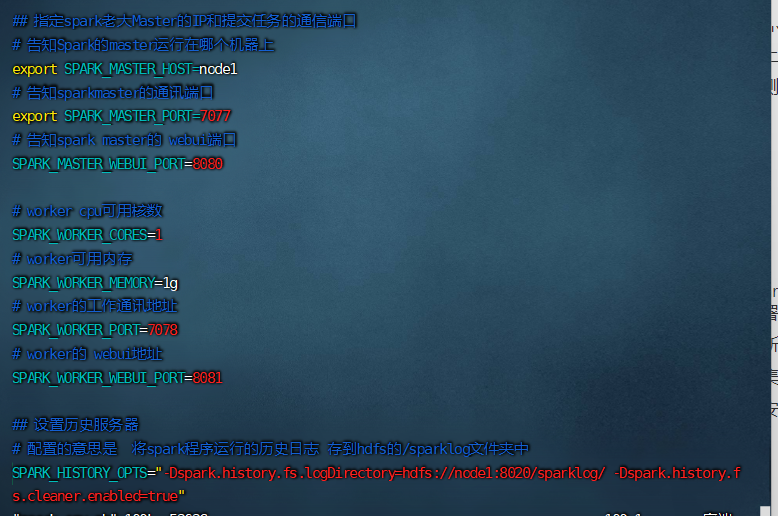 ## 指定spark老大Master的IP和提交任务的通信端口
# 告知Spark的master运行在哪个机器上
export SPARK_MASTER_HOST=node1
# 告知sparkmaster的通讯端口
export SPARK_MASTER_PORT=7077
# 告知spark master的 webui端口
SPARK_MASTER_WEBUI_PORT=8080
# worker cpu可用核数
SPARK_WORKER_CORES=1
# worker可用内存
SPARK_WORKER_MEMORY=1g
# worker的工作通讯地址
SPARK_WORKER_PORT=7078
# worker的 webui地址
SPARK_WORKER_WEBUI_PORT=8081
## 设置历史服务器
# 配置的意思是 将spark程序运行的历史日志 存到hdfs的/sparklog文件夹中
SPARK_HISTORY_OPTS="-Dspark.history.fs.logDirectory=hdfs://node1:8020/sparklog/ -Dspark.history.f
s.cleaner.enabled=true"